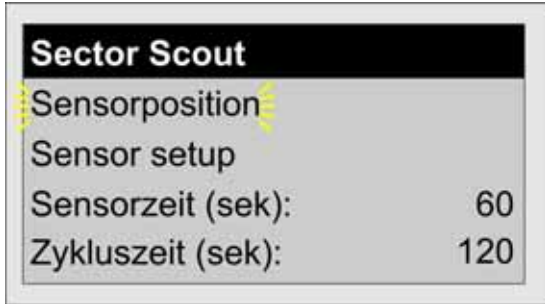 Sector Scout
Sensorposition
Sensor setup
Sensorzeit (sek): 60
Zykluszeit (sek): 120